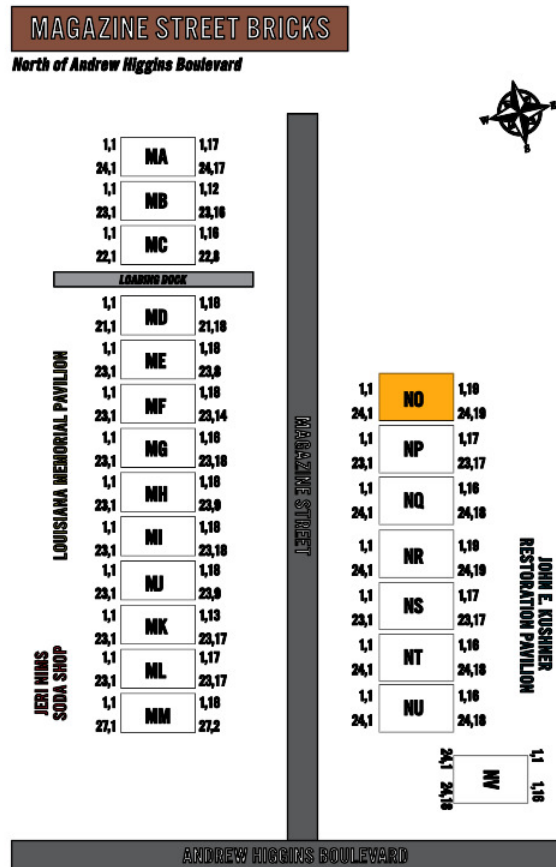 MAGAZINE STREET BRICKS
North of Andrew Higgins Boulevard
W
S
1,1 MA 1,17
24,1 24,17
1,1 MB 1,12
23,1 23,16
1,1 MC 1,16
22,1 22,8
LOADING DOCK
1,1 MD 1,18
21,1 21,18
1,1 ME 1,18
23,1 23,8
1,1 MF 1,18
23,1 23,14
1,1 MG 1,16
23,1 23,18
1,1 MH 1,18
23,1 23,9
1,1 MI 1,18
23,1 23,18
1,1 MJ 1,18
23,1 23,9
1,1 MK 1,13
23,1 23,17
1,1 ML 1,17
23,1 23,17
1,1 MM 1,18
27,1 27,2
LOUISIANA MEMORIAL PAVILION
JERI NIMS
SODA SHOP
MAGAZINE STREET
1,1 NO 1,19
24,1 24,19
1,1 NP 1,17
23,1 23,17
1,1 NQ 1,16
24,1 24,18
1,1 NR 1,19
24,1 24,19
1,1 NS 1,17
23,1 23,17
1,1 NT 1,16
24,1 24,18
1,1 NU 1,16
24,1 24,18
24,1 NV 1,1
24,18 1,16
JOHN E. KUSHNER
RESTORATION PAVILION
ANDREW HIGGINS BOULEVARD